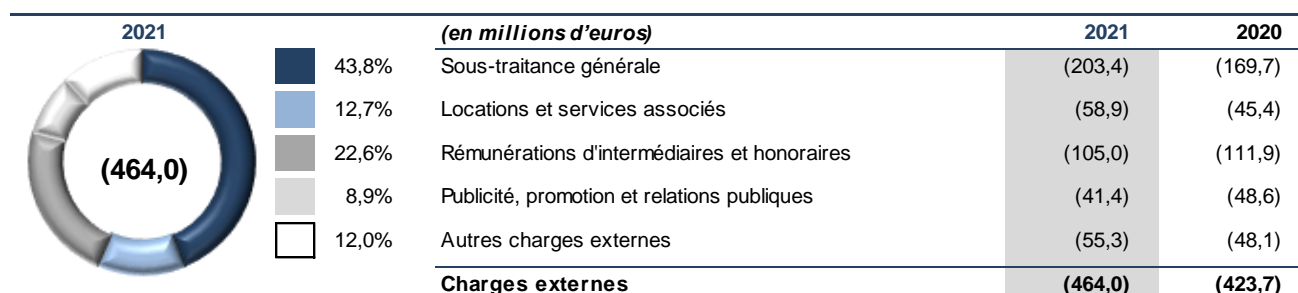 2021 (en millions d’euros) 2021 2020
43,8% Sous-traitance générale (203,4) (169,7)
12,7% Locations et services associés (58,9) (45,4)
(464,0) 22,6% Rémunérations d'intermédiaires et honoraires (105,0) (111,9)
8,9% Publicité, promotion et relations publiques (41,4) (48,6)
12,0% Autres charges externes (55,3) (48,1)
Charges externes (464,0) (423,7)